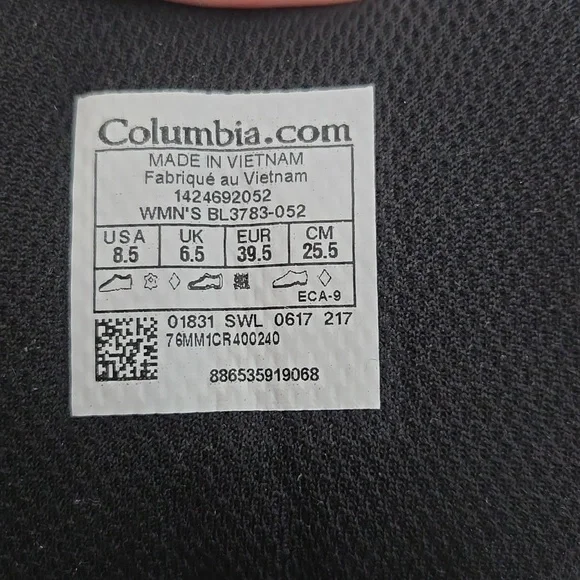 Columbia.com
MADE IN VIETNAM
Fabriqué au Vietnam
1424692052
WMN'S BL3783-052
USA UK EUR CM
8.5 6.5 39.5 25.5
ECA-9
01831 SWL 0617 217
76MM1CR400240
886535919068